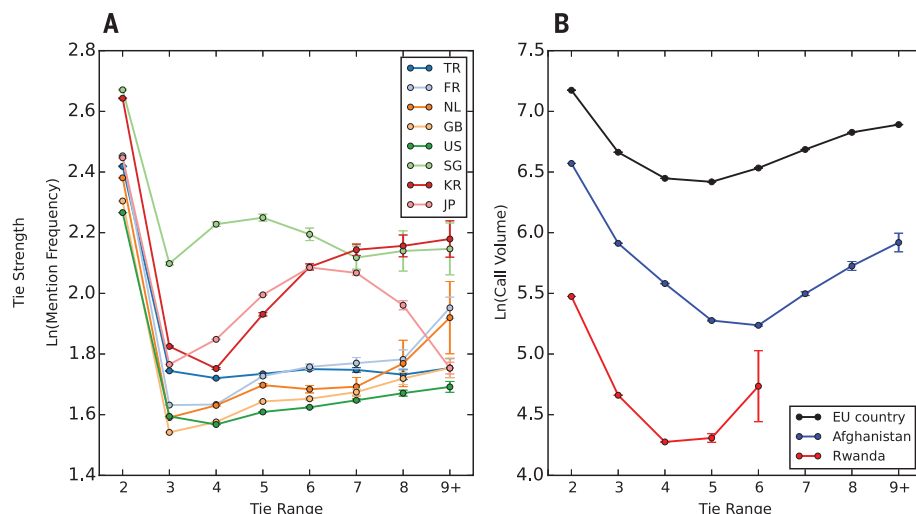 A
B
2.8
2.6
2.4
2.2
2.0
1.8
1.6
1.4
Tie Strength
Ln(Mention Frequency)
TR
FR
NL
GB
US
SG
KR
JP
2 3 4 5 6 7 8 9+
Tie Range
7.5
7.0
6.5
6.0
5.5
5.0
4.5
4.0
Ln(Call Volume)
EU country
Afghanistan
Rwanda
2 3 4 5 6 7 8 9+
Tie Range